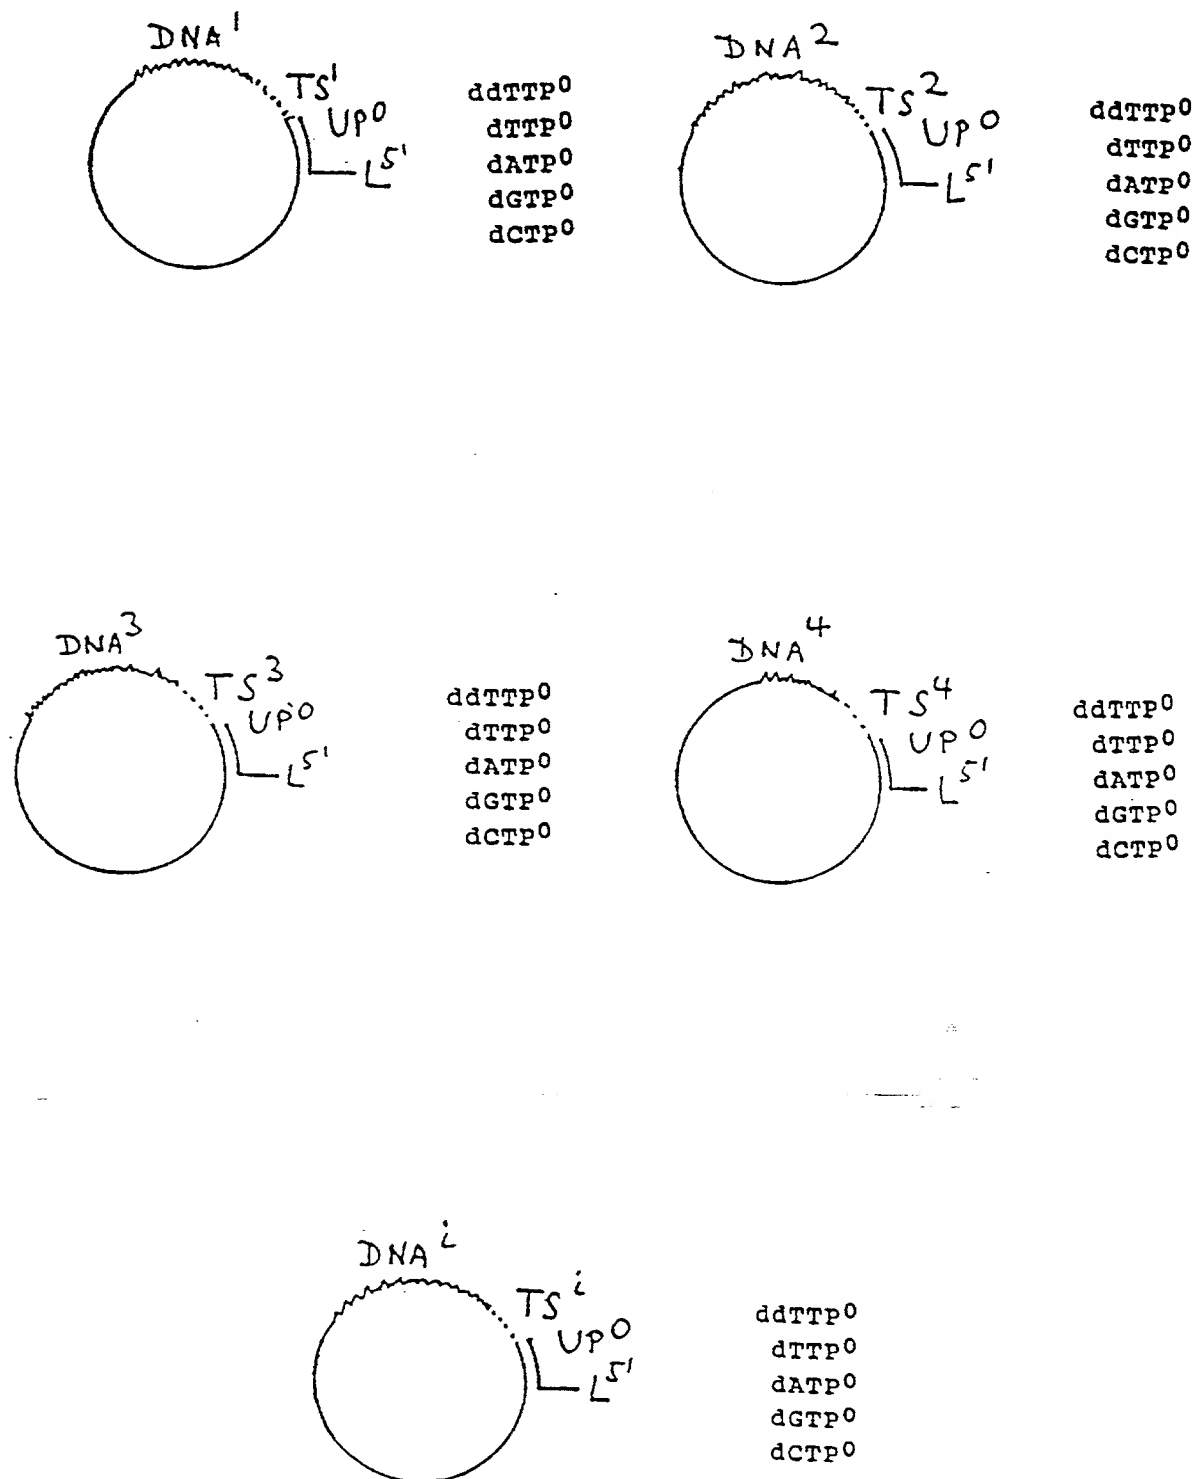 DNA¹
TS¹
UP⁰
L⁵'
ddTTP⁰
dTTP⁰
dATP⁰
dGTP⁰
dCTP⁰
DNA²
TS²
UP⁰
L⁵'
ddTTP⁰
dTTP⁰
dATP⁰
dGTP⁰
dCTP⁰
DNA³
TS³
UP⁰
L⁵'
ddTTP⁰
dTTP⁰
dATP⁰
dGTP⁰
dCTP⁰
DNA⁴
TS⁴
UP⁰
L⁵'
ddTTP⁰
dTTP⁰
dATP⁰
dGTP⁰
dCTP⁰
DNAⁱ
TSⁱ
UP⁰
L⁵'
ddTTP⁰
dTTP⁰
dATP⁰
dGTP⁰
dCTP⁰